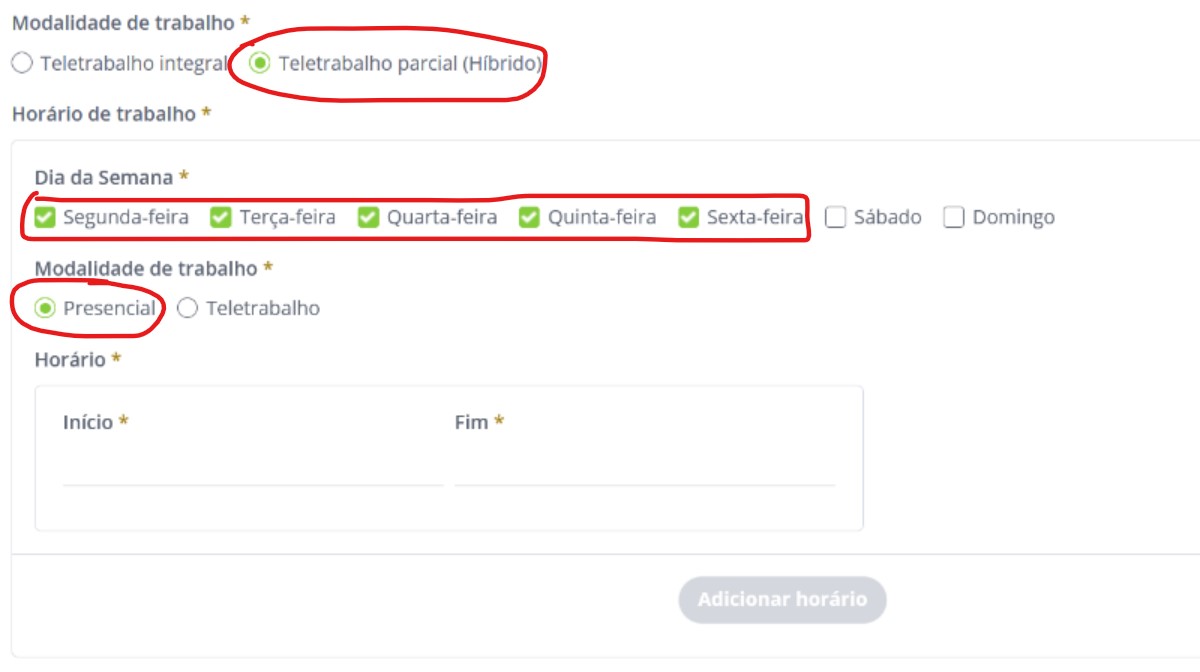 Modalidade de trabalho *
Teletrabalho integral Teletrabalho parcial (Híbrido)
Horário de trabalho *
Dia da Semana *
Segunda-feira Terça-feira Quarta-feira Quinta-feira Sexta-feira Sábado Domingo
Modalidade de trabalho *
Presencial Teletrabalho
Horário *
Início * Fim *
Adicionar horário